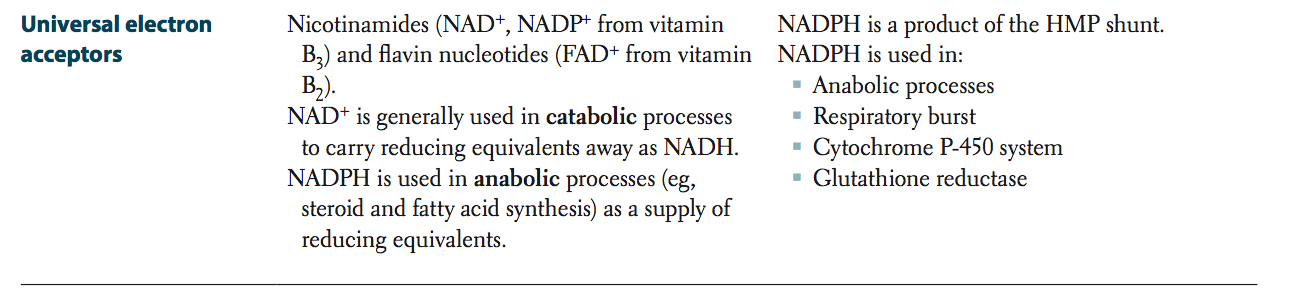 Universal electron
acceptors
Nicotinamides (NAD⁺, NADP⁺ from vitamin
B₃) and flavin nucleotides (FAD⁺ from vitamin
B₂).
NAD⁺ is generally used in catabolic processes
to carry reducing equivalents away as NADH.
NADPH is used in anabolic processes (eg,
steroid and fatty acid synthesis) as a supply of
reducing equivalents.
NADPH is a product of the HMP shunt.
NADPH is used in:
▪ Anabolic processes
▪ Respiratory burst
▪ Cytochrome P-450 system
▪ Glutathione reductase